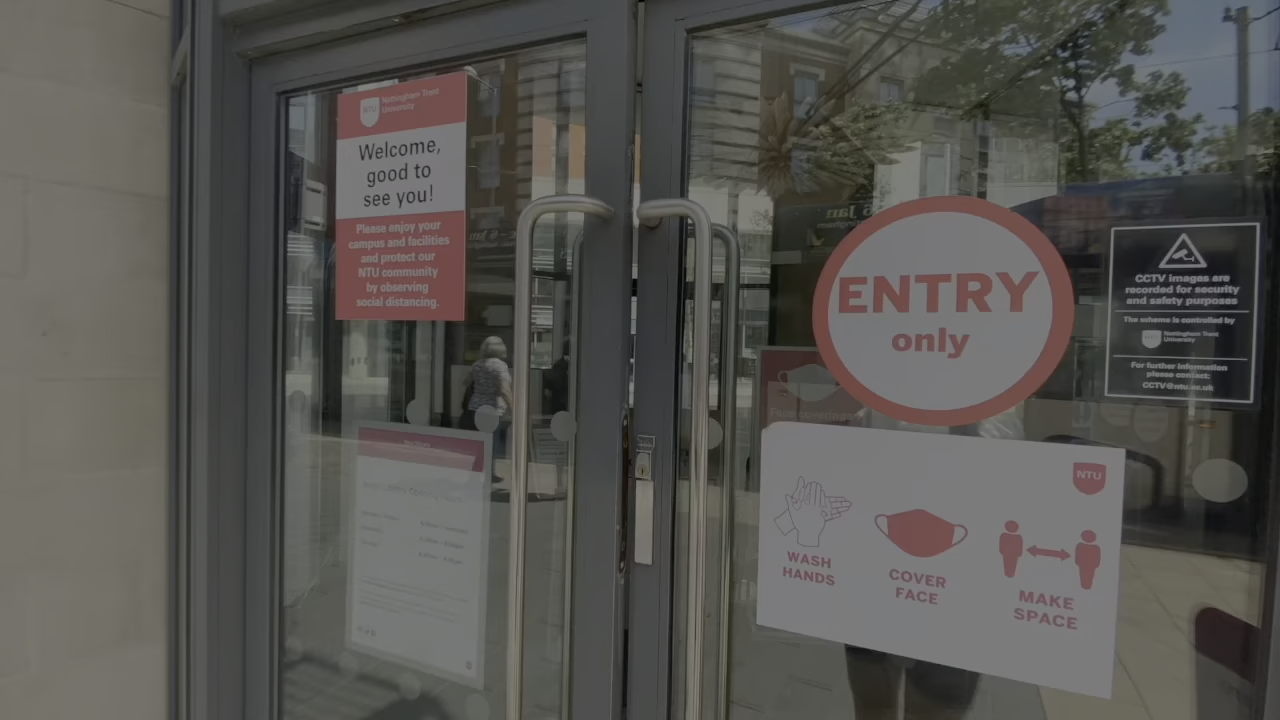 NTU
Nottingham Trent
University
Welcome,
good to
see you!
Please enjoy your
campus and facilities
and protect our
NTU community
by observing
social distancing.
ENTRY
only
Face coverings
NTU
WASH
HANDS
COVER
FACE
MAKE
SPACE
CCTV images are
recorded for security
and safety purposes
The scheme is controlled by
Nottingham Trent
University
For further information
please contact:
CCTV@ntu.ac.uk